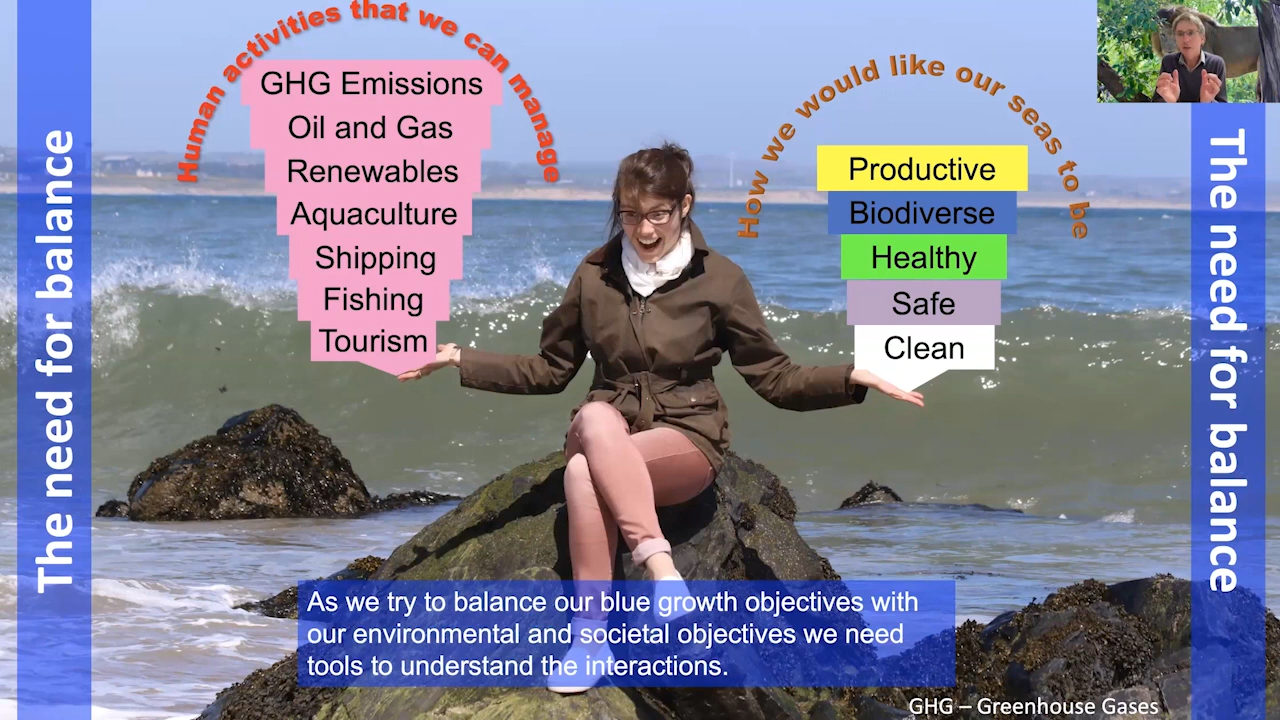 The need for balance
Human activities that we can manage
GHG Emissions
Oil and Gas
Renewables
Aquaculture
Shipping
Fishing
Tourism
How we would like our seas to be
Productive
Biodiverse
Healthy
Safe
Clean
The need for balance
As we try to balance our blue growth objectives with
our environmental and societal objectives we need
tools to understand the interactions.
GHG – Greenhouse Gases